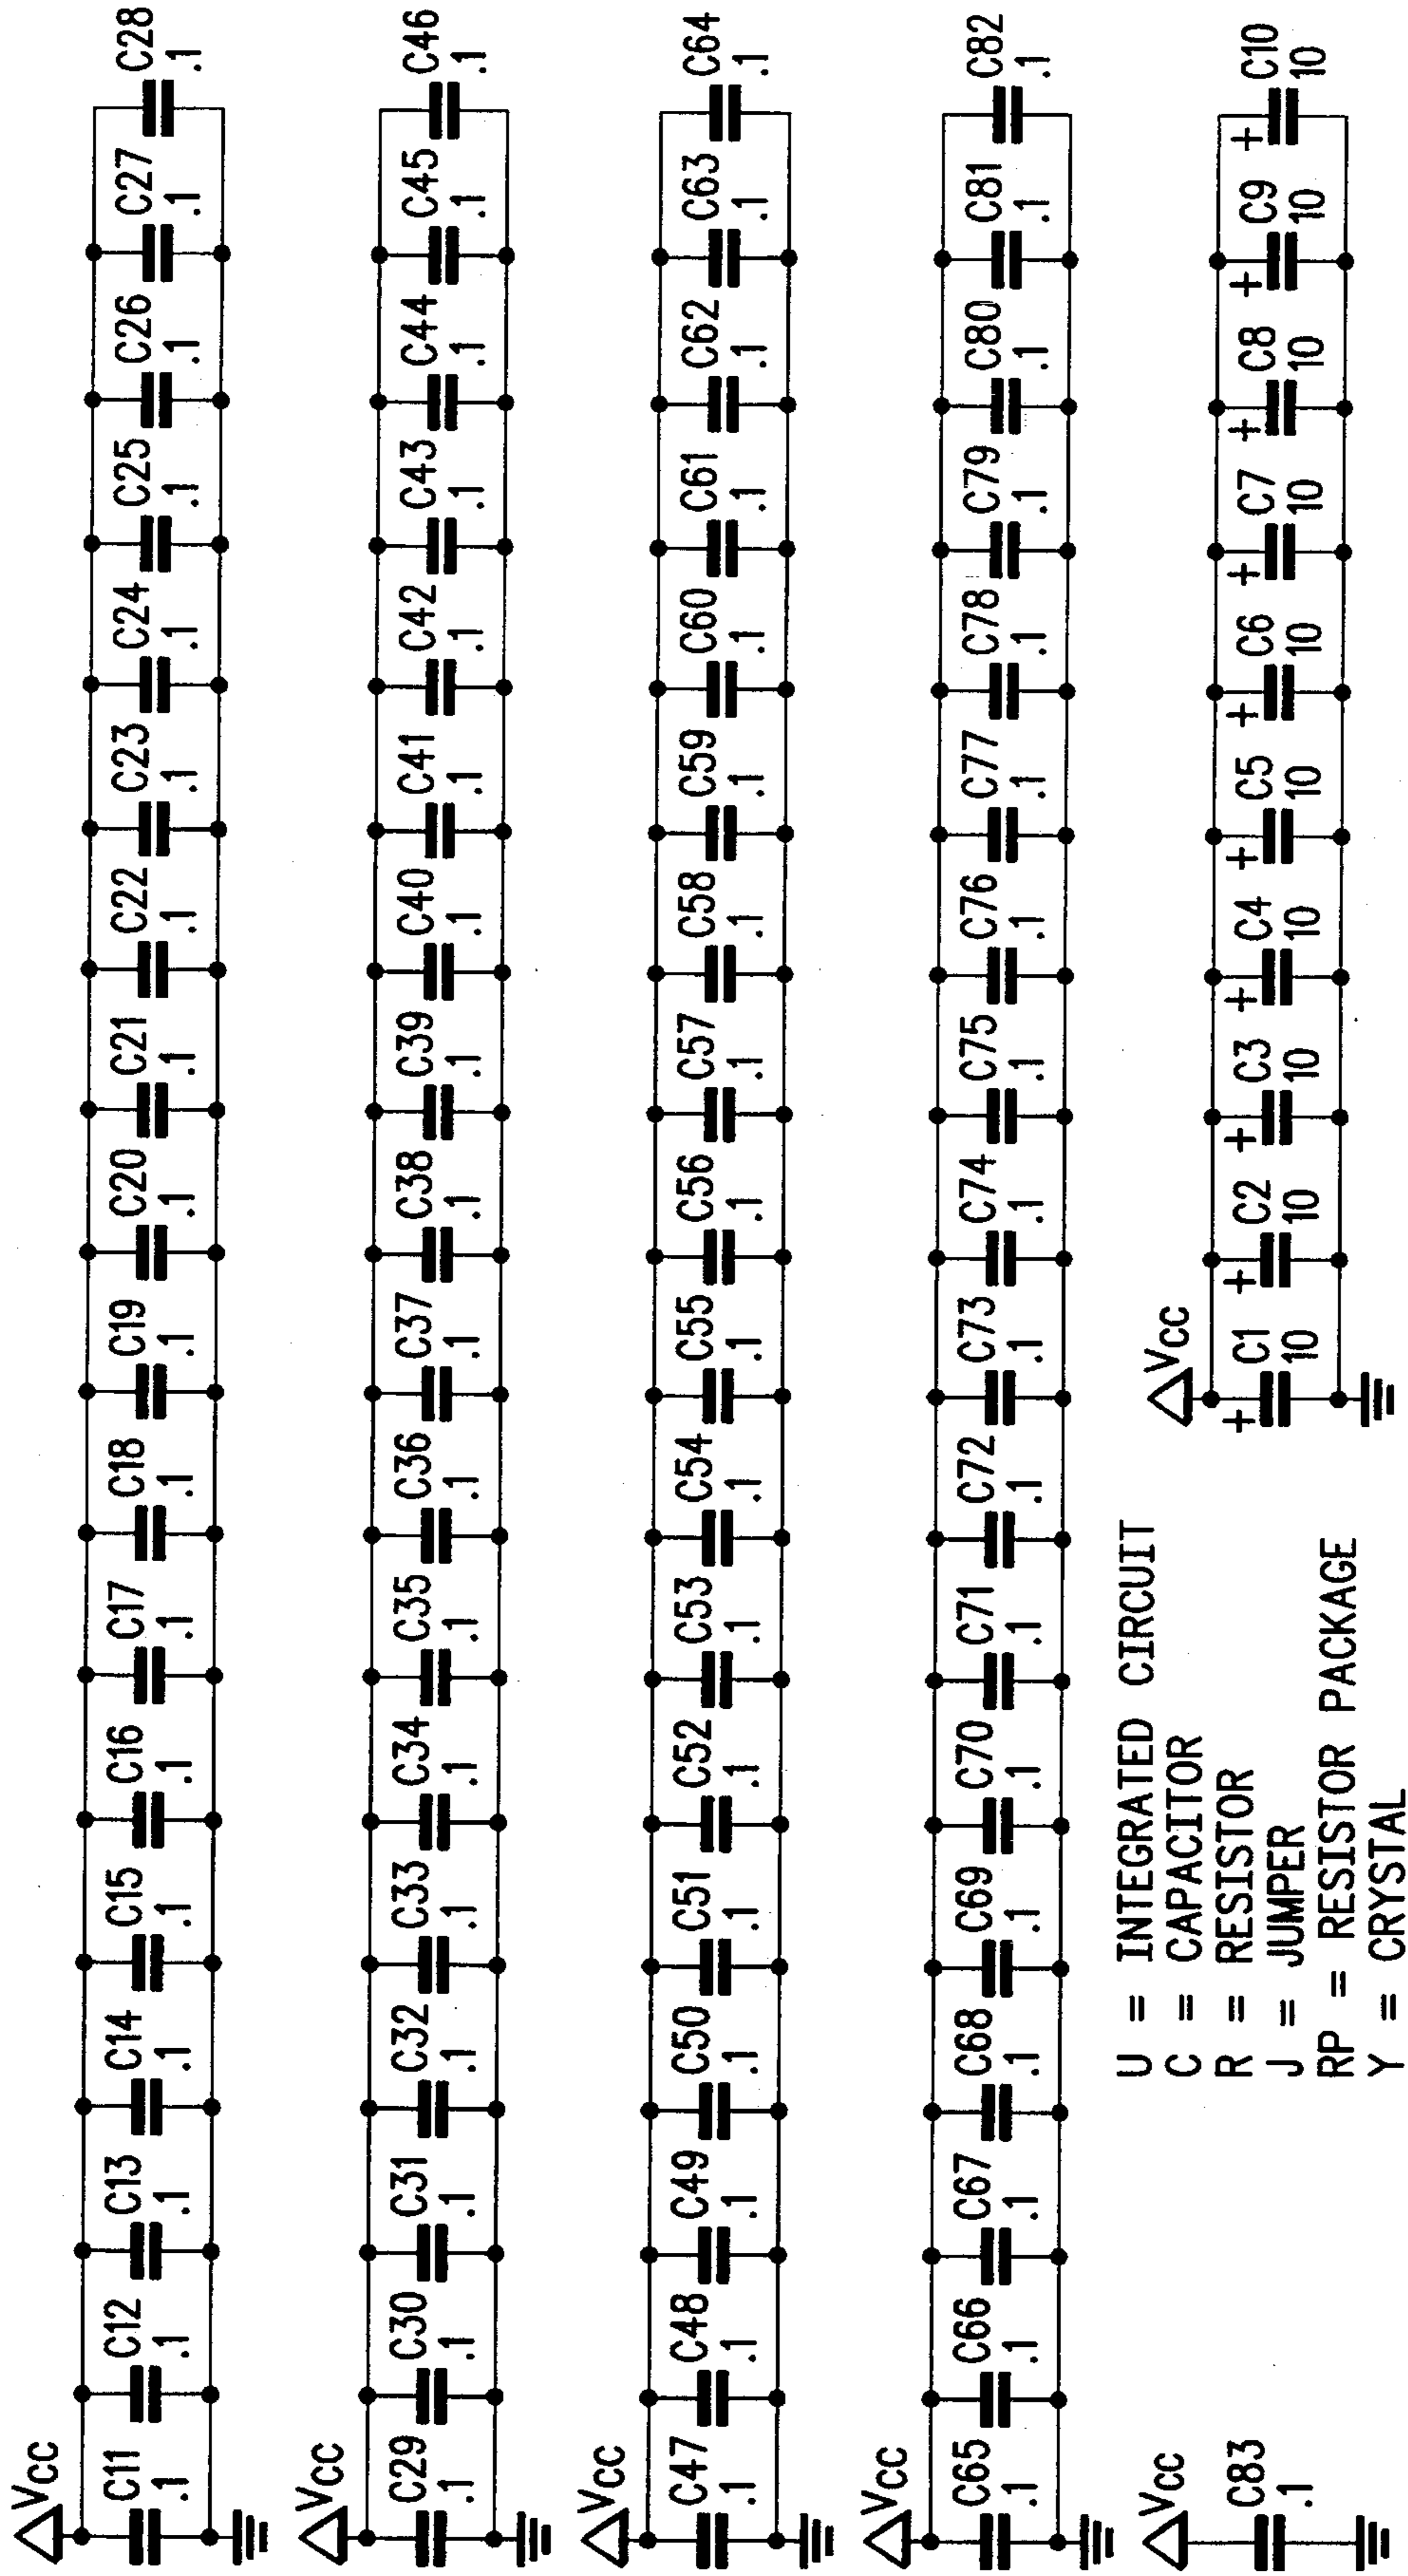 VCC
C11 C12 C13 C14 C15 C16 C17 C18 C19 C20 C21 C22 C23 C24 C25 C26 C27 C28
.1 .1 .1 .1 .1 .1 .1 .1 .1 .1 .1 .1 .1 .1 .1 .1 .1 .1
VCC
C29 C30 C31 C32 C33 C34 C35 C36 C37 C38 C39 C40 C41 C42 C43 C44 C45 C46
.1 .1 .1 .1 .1 .1 .1 .1 .1 .1 .1 .1 .1 .1 .1 .1 .1 .1
VCC
C47 C48 C49 C50 C51 C52 C53 C54 C55 C56 C57 C58 C59 C60 C61 C62 C63 C64
.1 .1 .1 .1 .1 .1 .1 .1 .1 .1 .1 .1 .1 .1 .1 .1 .1 .1
VCC
C65 C66 C67 C68 C69 C70 C71 C72 C73 C74 C75 C76 C77 C78 C79 C80 C81 C82
.1 .1 .1 .1 .1 .1 .1 .1 .1 .1 .1 .1 .1 .1 .1 .1 .1 .1
VCC
C83
.1
U = INTEGRATED CIRCUIT
C = CAPACITOR
R = RESISTOR
J = JUMPER
RP = RESISTOR PACKAGE
Y = CRYSTAL
VCC
+ + + + + + + + + +
C1 C2 C3 C4 C5 C6 C7 C8 C9 C10
10 10 10 10 10 10 10 10 10 10